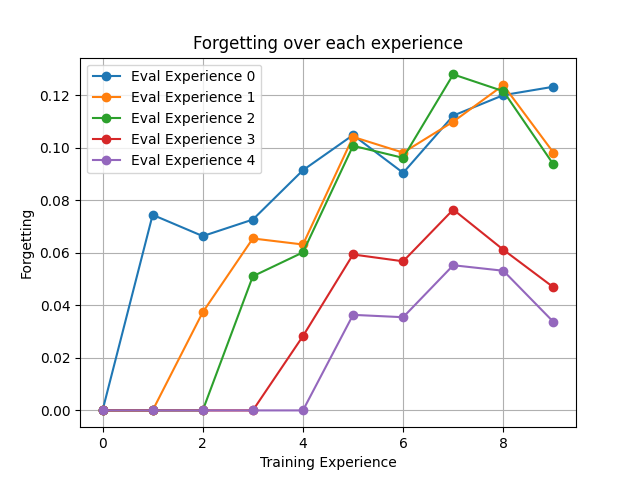 Forgetting over each experience
Eval Experience 0
Eval Experience 1
Eval Experience 2
Eval Experience 3
Eval Experience 4
0.12
0.10
0.08
0.06
0.04
0.02
0.00
Forgetting
0 2 4 6 8
Training Experience